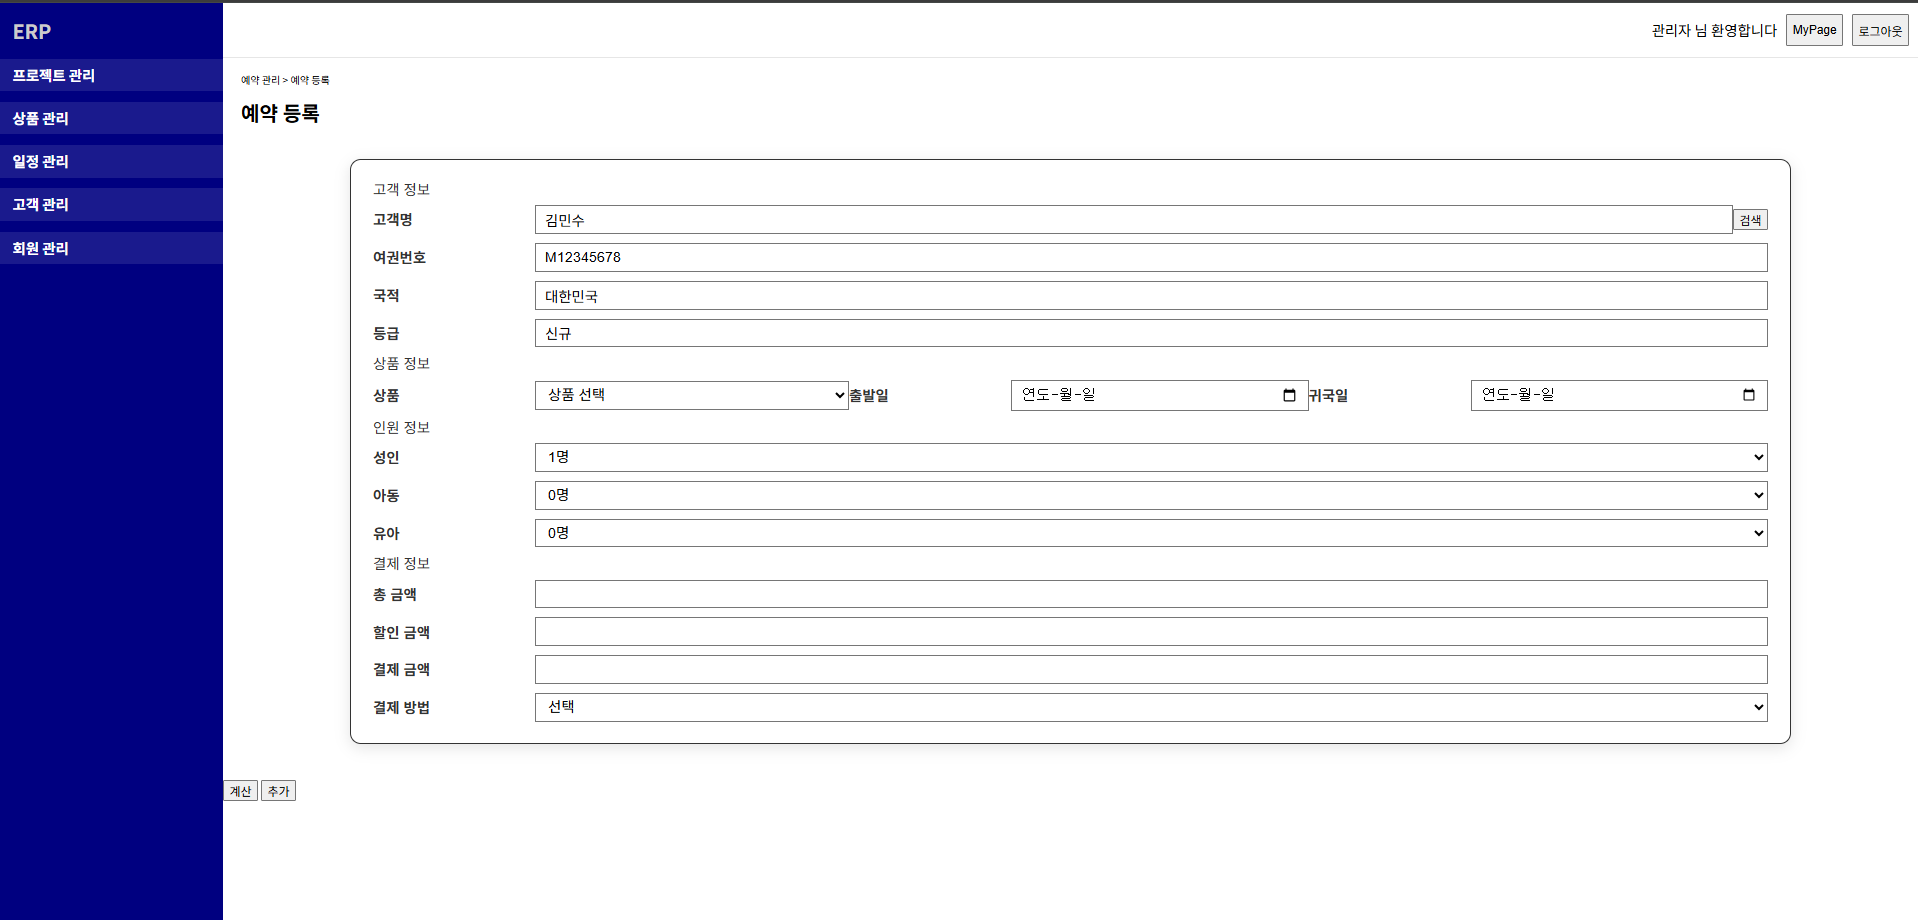 ERP
관리자 님 환영합니다 MyPage 로그아웃
프로젝트 관리
상품 관리
일정 관리
고객 관리
회원 관리
예약 관리 > 예약 등록
예약 등록
고객 정보
고객명 김민수 검색
여권번호 M12345678
국적 대한민국
등급 신규
상품 정보
상품 상품 선택 출발일 연도-월-일 귀국일 연도-월-일
인원 정보
성인 1명
아동 0명
유아 0명
결제 정보
총 금액
할인 금액
결제 금액
결제 방법 선택
계산 추가